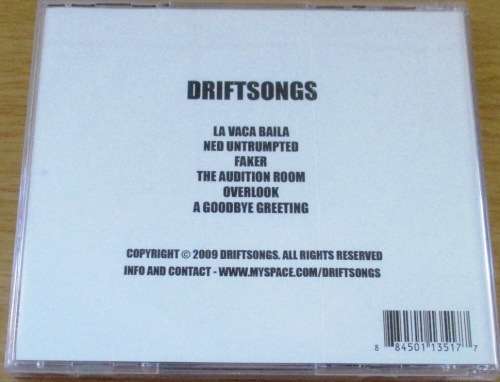 DRIFTSONGS
LA VACA BAILA
NED UNTRUMPTED
FAKER
THE AUDITION ROOM
OVERLOOK
A GOODBYE GREETING
COPYRIGHT © 2009 DRIFTSONGS. ALL RIGHTS RESERVED
INFO AND CONTACT - WWW.MYSPACE.COM/DRIFTSONGS
8 84501 13517 7